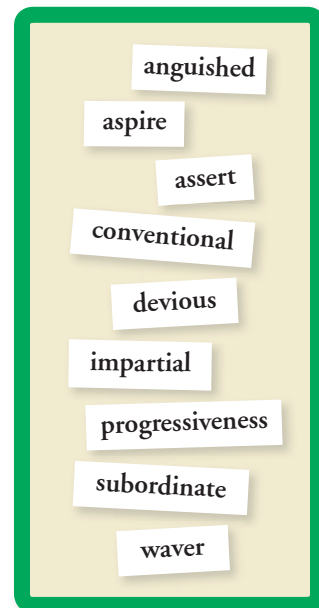 anguished
aspire
assert
conventional
devious
impartial
progressiveness
subordinate
waver